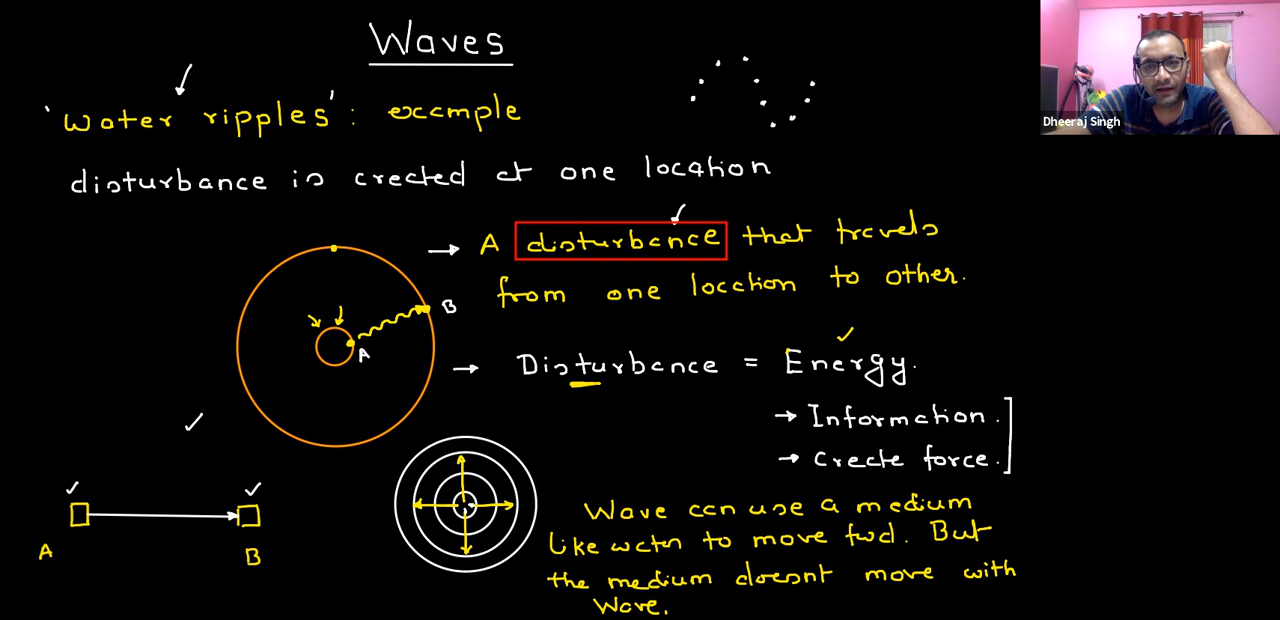 Waves
'water ripples' : example
disturbance is created at one location
→ A disturbance that travels
from one location to other.
B
A
→ Disturbance = Energy.
→ Information.
→ Create force.
Wave can use a medium
like water to move fwd. But
the medium doesnt move with
Wave.
A
B
Dheeraj Singh